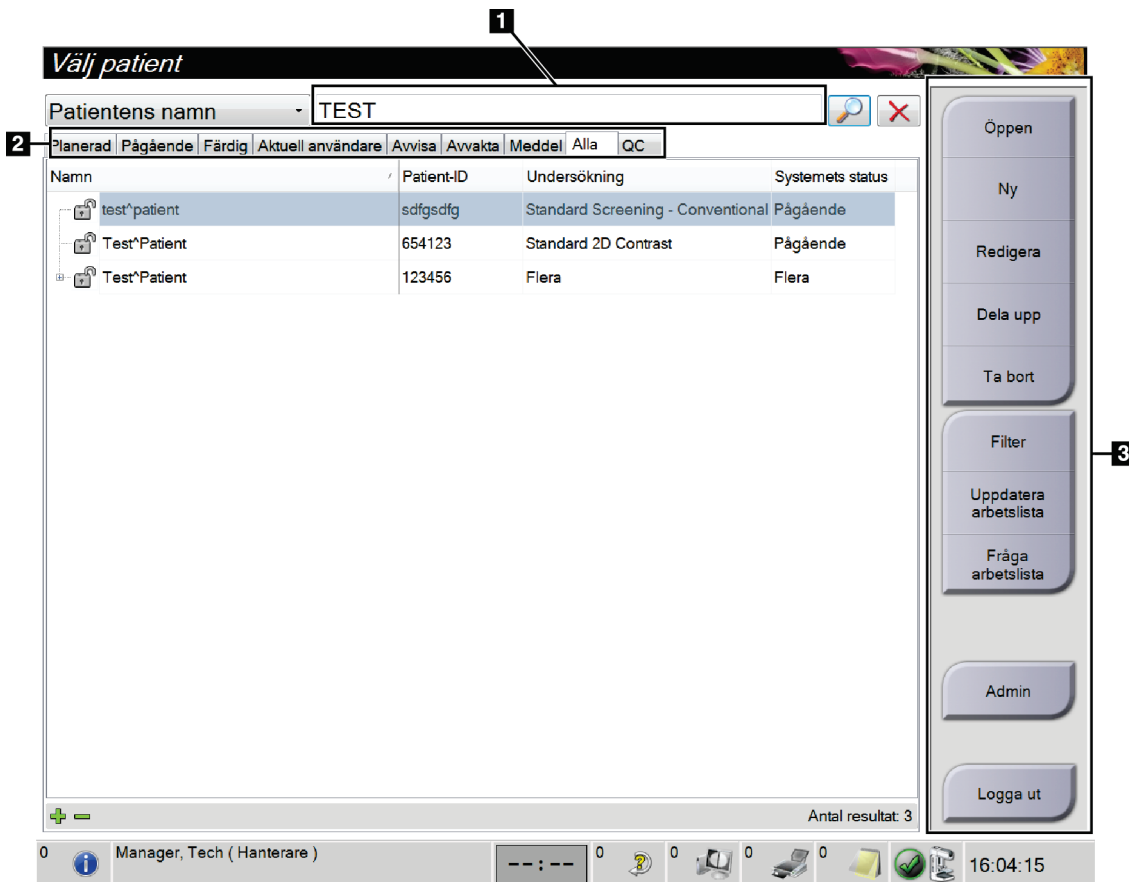 1
Välj patient
Patientens namn TEST
2
Planerad Pågående Färdig Aktuell användare Avvisa Avvakta Meddel Alla QC
Namn Patient-ID Undersökning Systemets status
test^patient sdfgsdfg Standard Screening - Conventional Pågående
Test^Patient 654123 Standard 2D Contrast Pågående
Test^Patient 123456 Flera Flera
Antal resultat: 3
Öppen
Ny
Redigera
Dela upp
Ta bort
Filter
Uppdatera
arbetslista
Fråga
arbetslista
Admin
Logga ut
3
0 Manager, Tech ( Hanterare ) --:-- 0 0 0 0 16:04:15